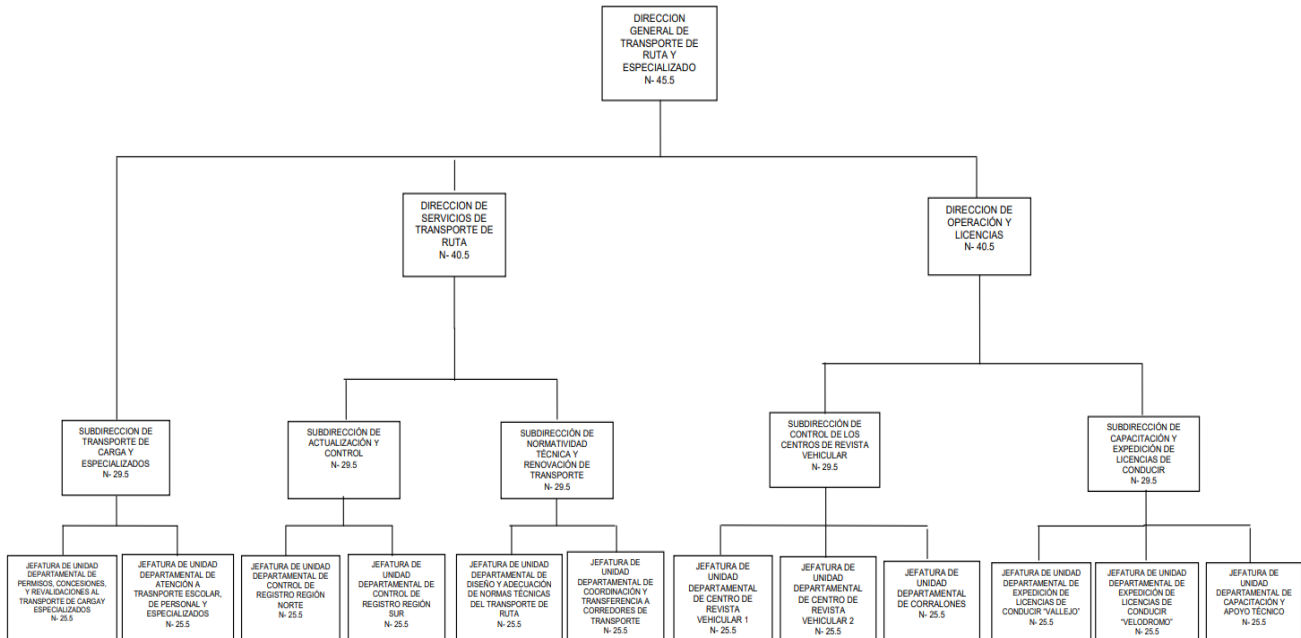 DIRECCION
GENERAL DE
TRANSPORTE DE
RUTA Y
ESPECIALIZADO
N- 45.5
DIRECCION DE
SERVICIOS DE
TRANSPORTE DE
RUTA
N- 40.5
DIRECCION DE
OPERACIÓN Y
LICENCIAS
N- 40.5
SUBDIRECCION DE
TRANSPORTE DE
CARGA Y
ESPECIALIZADOS
N- 29.5
SUBDIRECCIÓN DE
ACTUALIZACIÓN Y
CONTROL
N- 29.5
SUBDIRECCIÓN DE
NORMATIVIDAD
TÉCNICA Y
RENOVACIÓN DE
TRANSPORTE
N- 29.5
SUBDIRECCIÓN DE
CONTROL DE LOS
CENTROS DE REVISTA
VEHICULAR
N- 29.5
SUBDIRECCIÓN DE
CAPACITACIÓN Y
EXPEDICIÓN DE
LICENCIAS DE
CONDUCIR
N- 29.5
JEFATURA DE UNIDAD
DEPARTAMENTAL DE
PERMISOS, CONCESIONES,
Y REVALIDACIONES AL
TRANSPORTE DE CARGAY
ESPECIALIZADOS
N- 25.5
JEFATURA DE UNIDAD
DEPARTAMENTAL DE
ATENCIÓN A
TRASNPORTE ESCOLAR,
DE PERSONAL Y
ESPECIALIZADOS
N- 25.5
JEFATURA DE UNIDAD
DEPARTAMENTAL DE
CONTROL DE
REGISTRO REGIÓN
NORTE
N- 25.5
JEFATURA DE
UNIDAD
DEPARTAMENTAL DE
CONTROL DE
REGISTRO REGIÓN
SUR
N- 25.5
JEFATURA DE UNIDAD
DEPARTAMENTAL DE
DISEÑO Y ADECUACIÓN
DE NORMAS TÉCNICAS
DEL TRANSPORTE DE
RUTA
N- 25.5
JEFATURA DE
UNIDAD
DEPARTAMENTAL DE
COORDINACIÓN Y
TRANSFERENCIA A
CORREDORES DE
TRANSPORTE
N- 25.5
JEFATURA DE
UNIDAD
DEPARTAMENTAL
DE CENTRO DE
REVISTA
VEHICULAR 1
N- 25.5
JEFATURA DE
UNIDAD
DEPARTAMENTAL
DE CENTRO DE
REVISTA
VEHICULAR 2
N- 25.5
JEFATURA DE
UNIDAD
DEPARTAMENTAL
DE CORRALONES
N- 25.5
JEFATURA DE UNIDAD
DEPARTAMENTAL DE
EXPEDICIÓN DE
LICENCIAS DE
CONDUCIR "VALLEJO"
N- 25.5
JEFATURA DE UNIDAD
DEPARTAMENTAL DE
EXPEDICIÓN DE
LICENCIAS DE
CONDUCIR
"VELODROMO"
N- 25.5
JEFATURA DE
UNIDAD
DEPARTAMENTAL DE
CAPACITACIÓN Y
APOYO TÉCNICO
N- 25.5